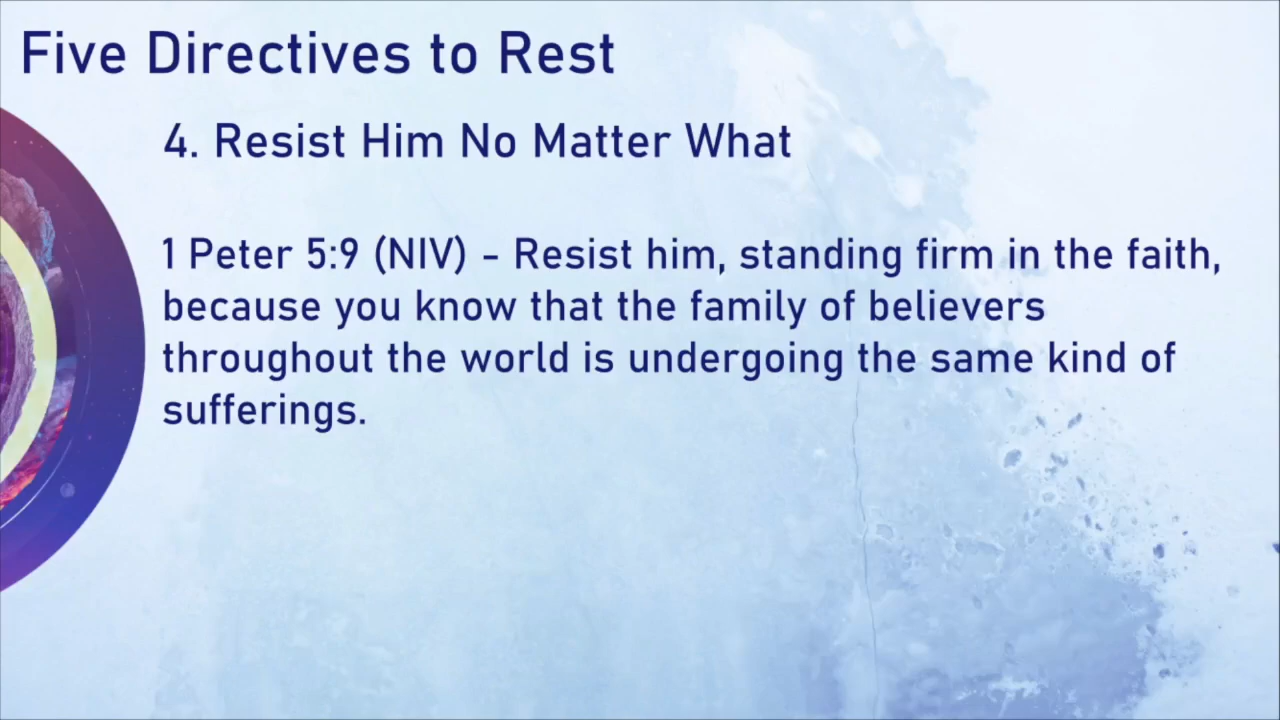 Five Directives to Rest
4. Resist Him No Matter What
1 Peter 5:9 (NIV) - Resist him, standing firm in the faith,
because you know that the family of believers
throughout the world is undergoing the same kind of
sufferings.